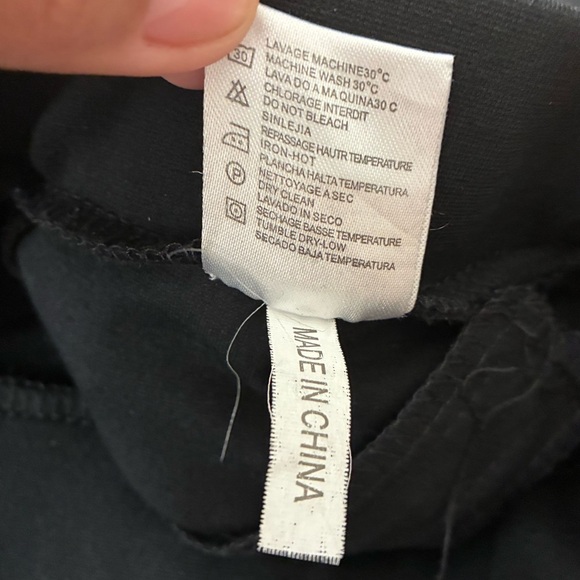 30
LAVAGE MACHINE30°C
MACHINE WASH 30°C
LAVA DO A MA QUINA30 C
CHLORAGE INTERDIT
DO NOT BLEACH
SINLEJIA
REPASSAGE HAUTR TEMPERATURE
IRON-HOT
PLANCHA HALTA TEMPERATURA
P
NETTOYAGE A SEC
DRY CLEAN
LAVADO IN SECO
SECHAGE BASSE TEMPERATURE
TUMBLE DRY-LOW
SECADO BAJA TEMPERATURA
MADE IN CHINA